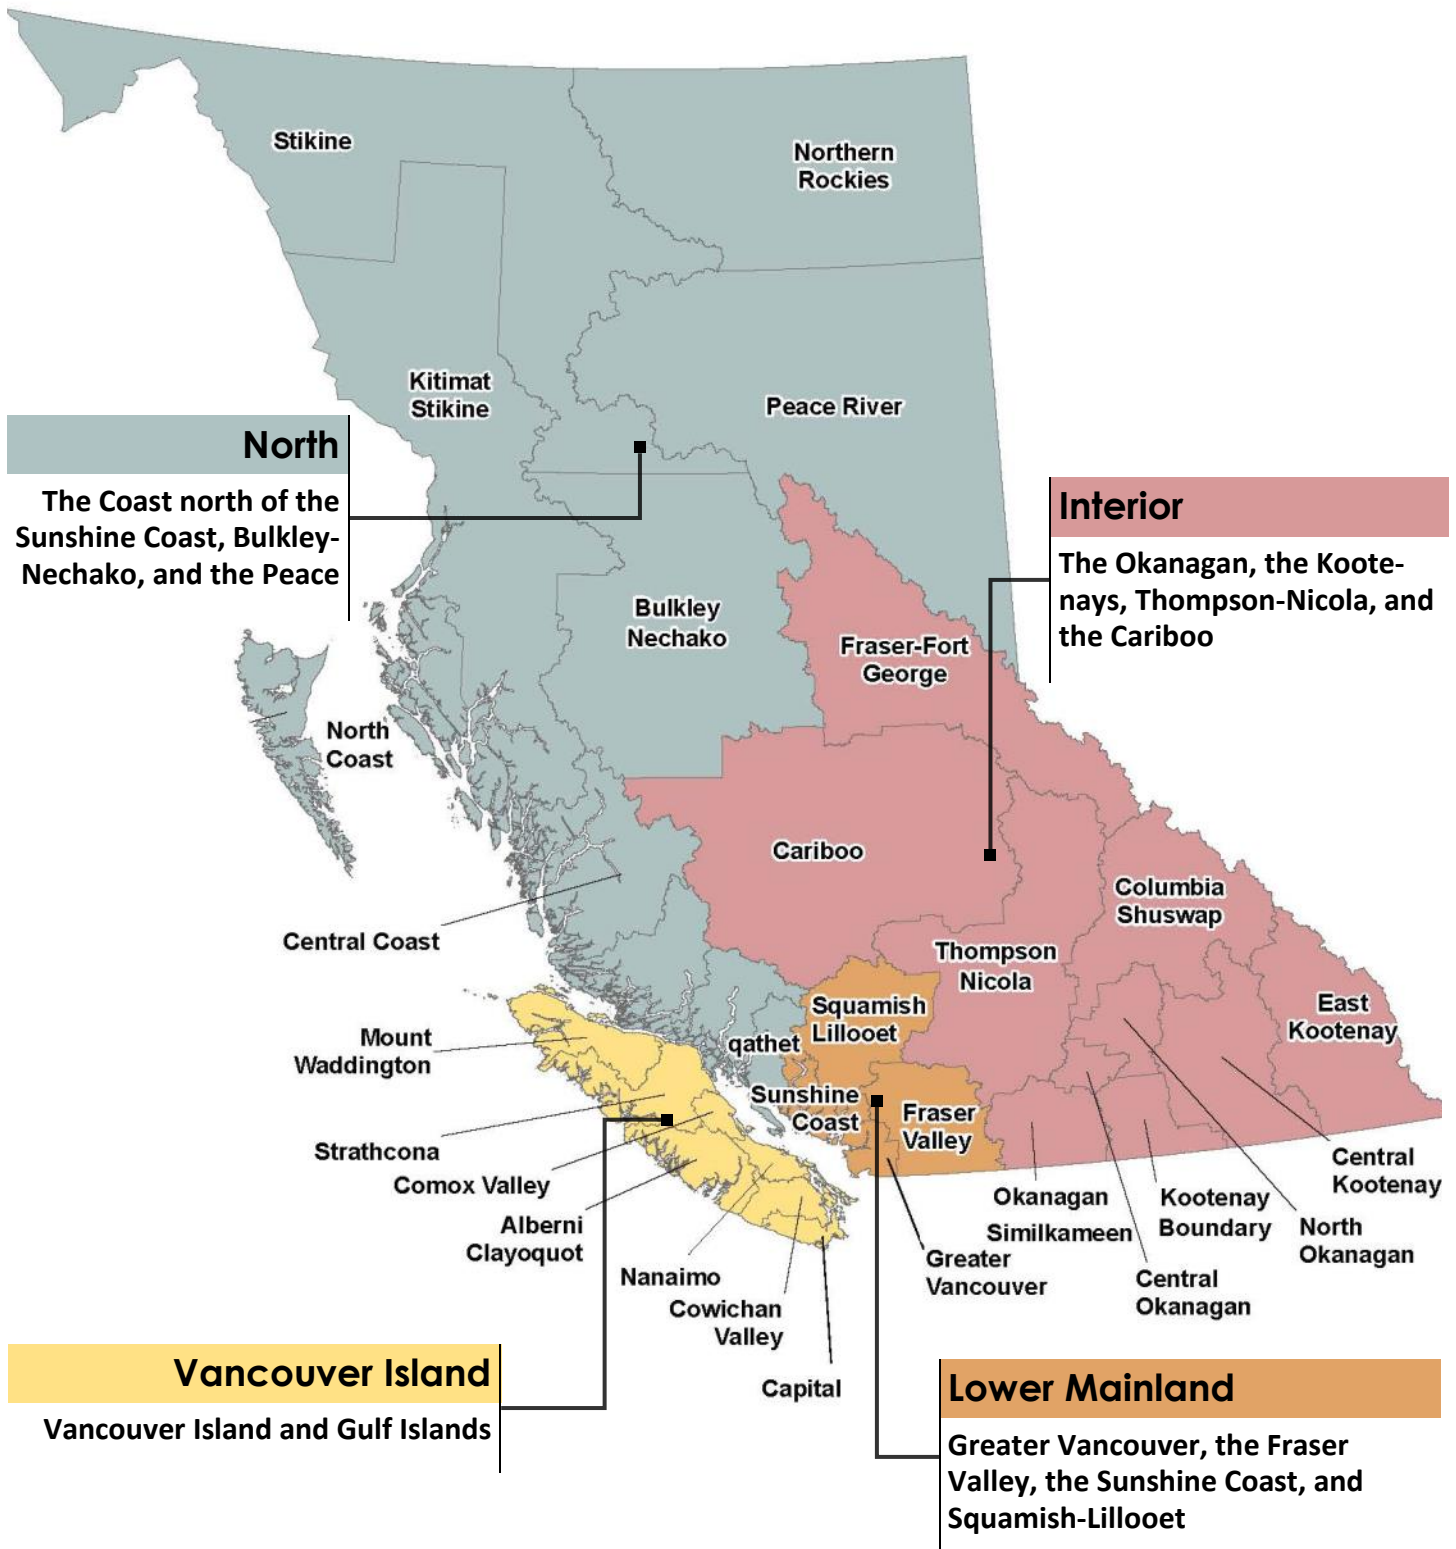 Stikine
Northern
Rockies
Kitimat
Stikine
Peace River
North
The Coast north of the
Sunshine Coast, Bulkley-
Nechako, and the Peace
Interior
The Okanagan, the Koote-
nays, Thompson-Nicola, and
the Cariboo
Bulkley
Nechako
Fraser-Fort
George
North
Coast
Cariboo
Columbia
Shuswap
Central Coast
Thompson
Nicola
Squamish
Lillooet
East
Kootenay
Mount
Waddington
qathet
Sunshine
Coast
Fraser
Valley
Strathcona
Comox Valley
Alberni
Clayoquot
Central
Kootenay
Okanagan
Similkameen
Kootenay
Boundary
North
Okanagan
Nanaimo
Greater
Vancouver
Central
Okanagan
Cowichan
Valley
Capital
Vancouver Island
Vancouver Island and Gulf Islands
Lower Mainland
Greater Vancouver, the Fraser
Valley, the Sunshine Coast, and
Squamish-Lillooet